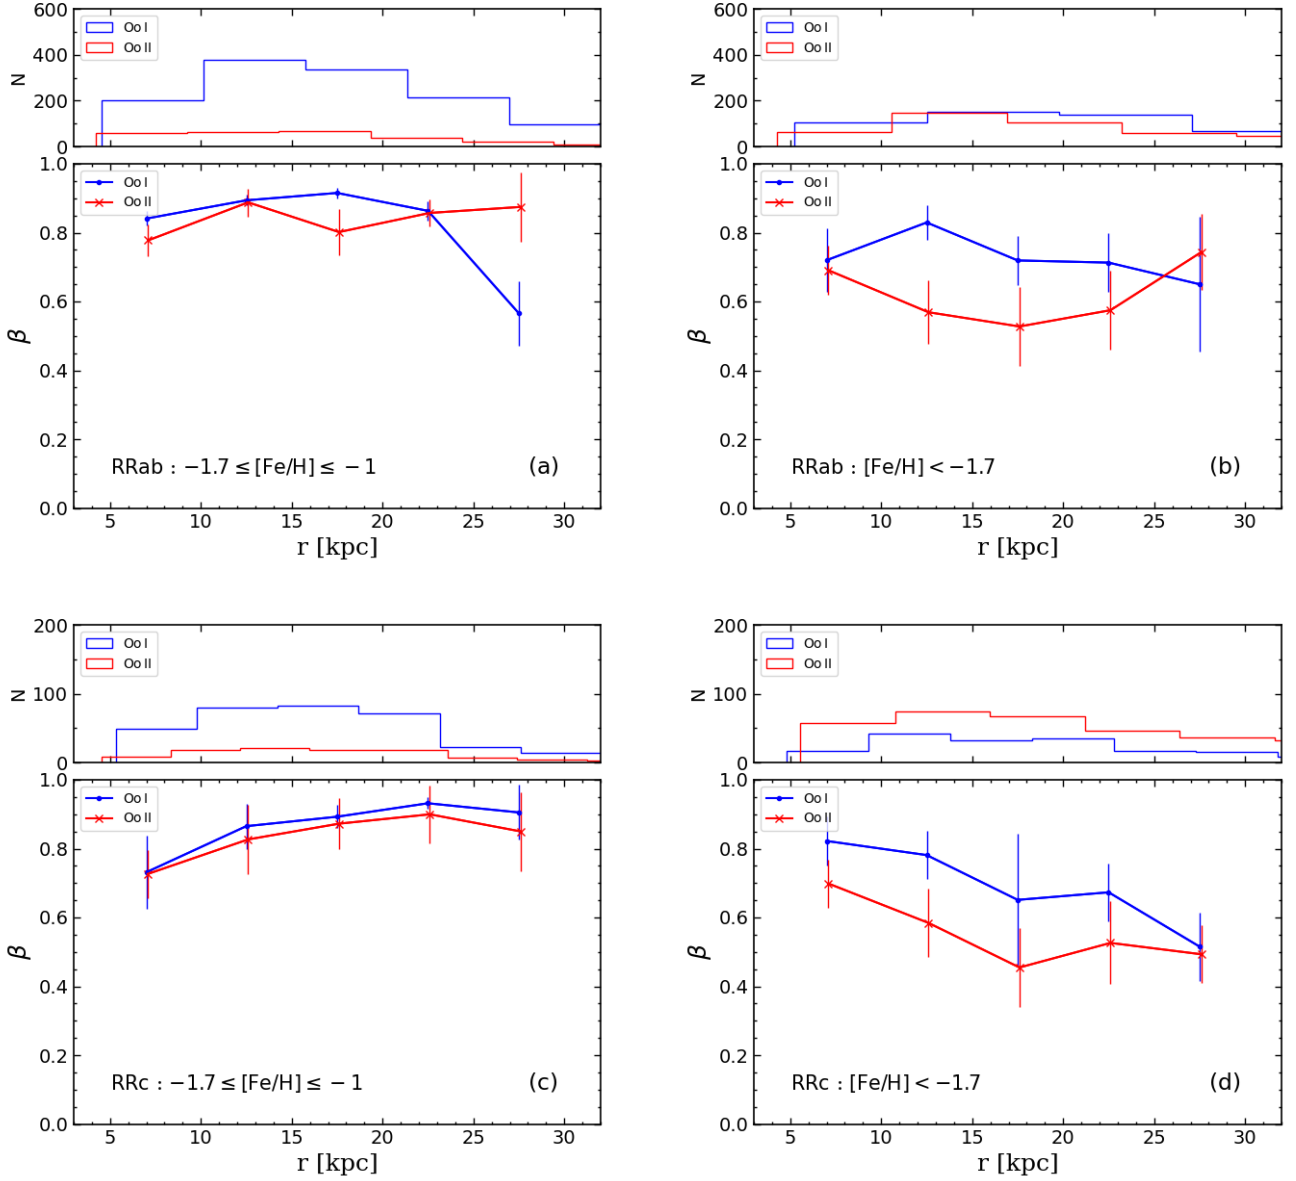 600
400
200
0
N
Oo I
Oo II
1.0
0.8
0.6
0.4
0.2
0.0
β
Oo I
Oo II
RRab : −1.7 ≤ [Fe/H] ≤ −1
(a)
5 10 15 20 25 30
r [kpc]
600
400
200
0
N
Oo I
Oo II
1.0
0.8
0.6
0.4
0.2
0.0
β
Oo I
Oo II
RRab : [Fe/H] < −1.7
(b)
5 10 15 20 25 30
r [kpc]
200
100
0
N
Oo I
Oo II
1.0
0.8
0.6
0.4
0.2
0.0
β
Oo I
Oo II
RRc : −1.7 ≤ [Fe/H] ≤ −1
(c)
5 10 15 20 25 30
r [kpc]
200
100
0
N
Oo I
Oo II
1.0
0.8
0.6
0.4
0.2
0.0
β
Oo I
Oo II
RRc : [Fe/H] < −1.7
(d)
5 10 15 20 25 30
r [kpc]